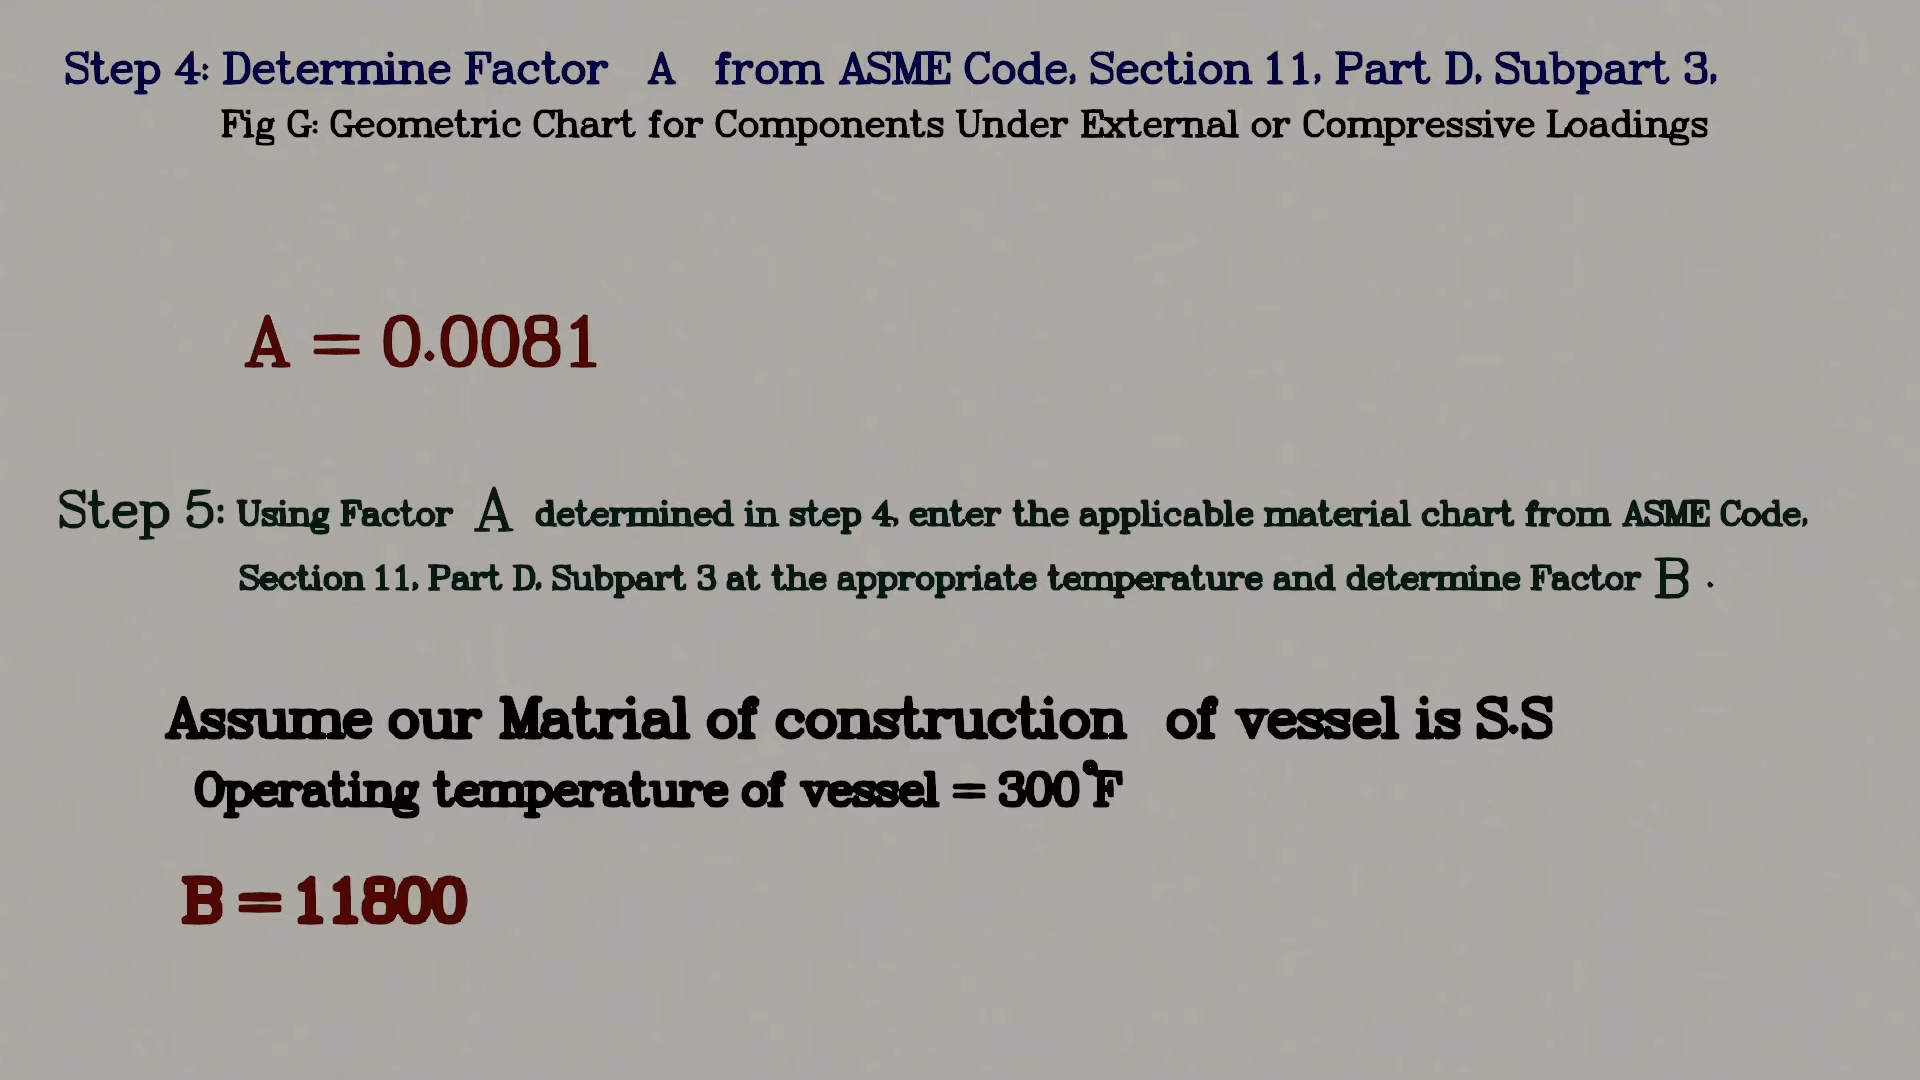 Step 4: Determine Factor A from ASME Code, Section 11, Part D, Subpart 3,
Fig G: Geometric Chart for Components Under External or Compressive Loadings
A = 0.0081
Step 5: Using Factor A determined in step 4, enter the applicable material chart from ASME Code,
Section 11, Part D, Subpart 3 at the appropriate temperature and determine Factor B .
Assume our Matrial of construction of vessel is S.S
Operating temperature of vessel = 300°F
B = 11800